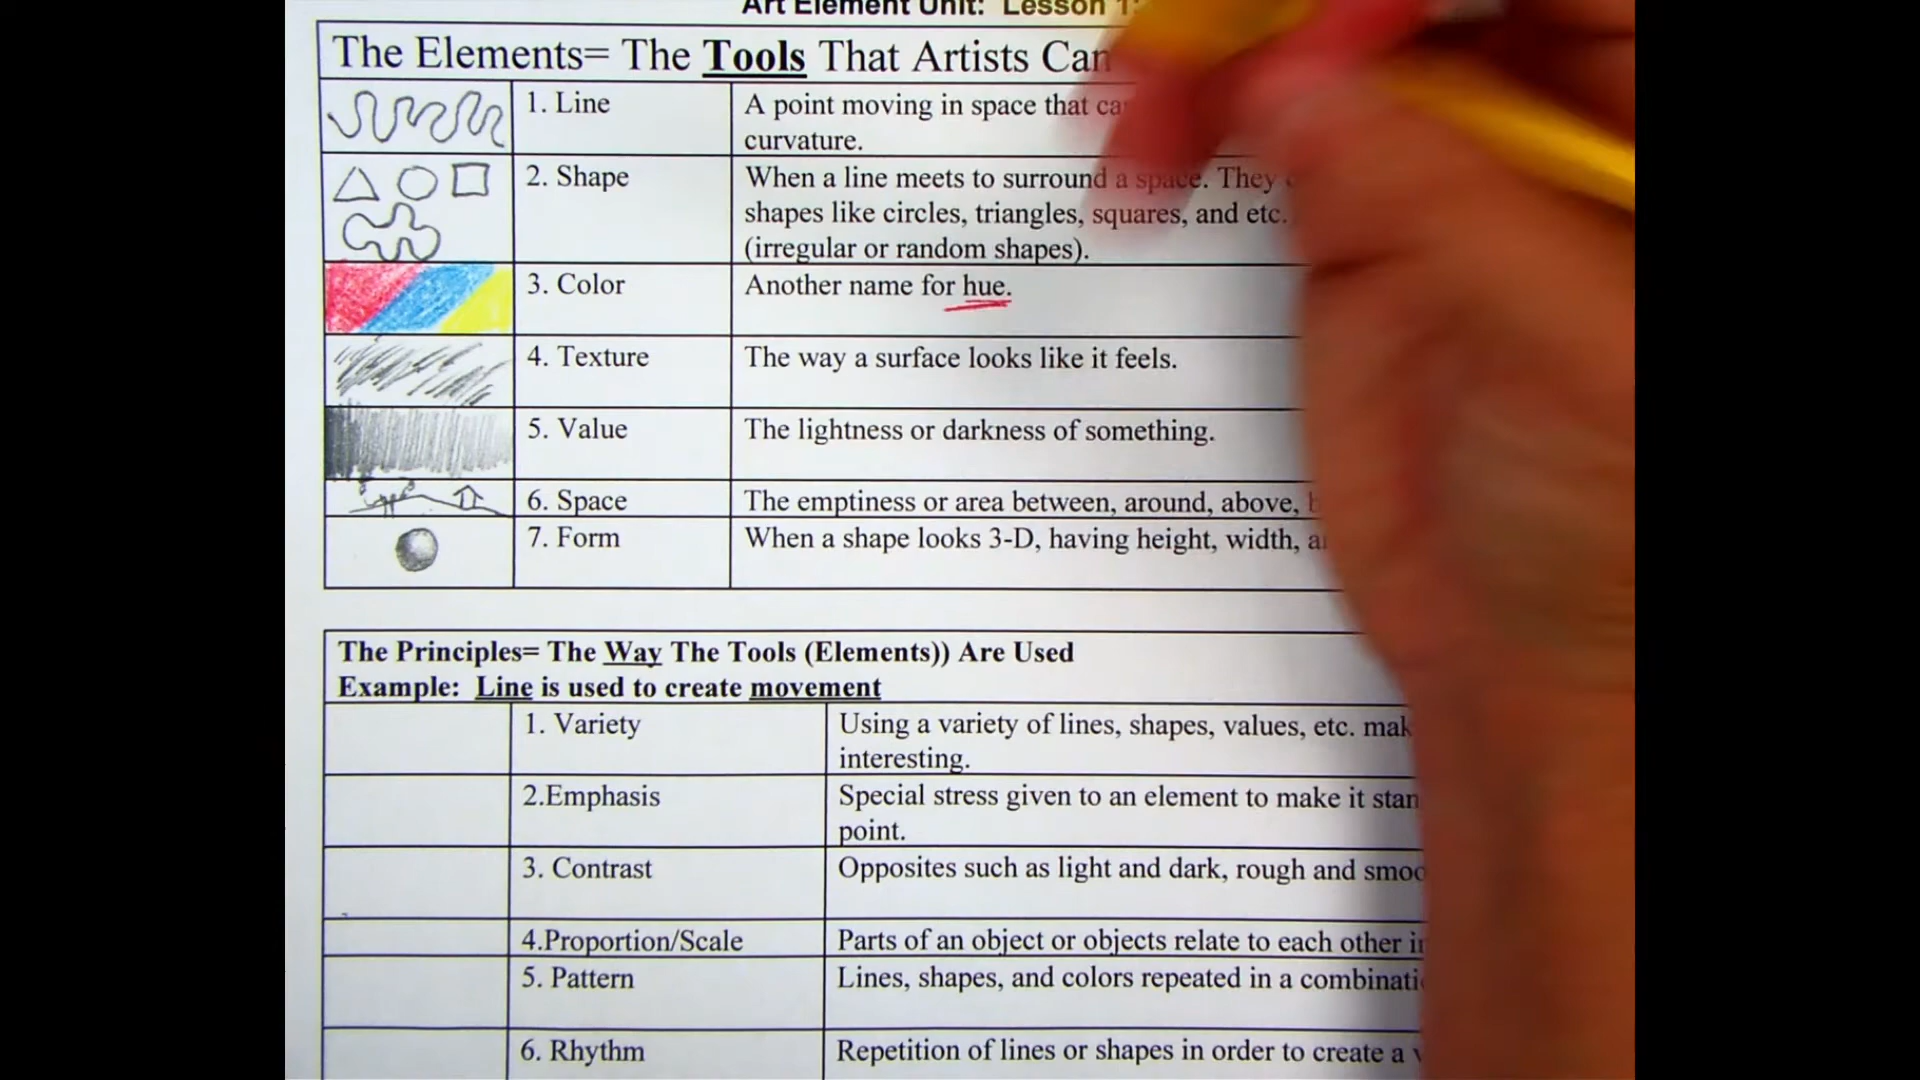 Art Element Unit: Lesson 1:
The Elements= The Tools That Artists Can
1. Line
A point moving in space that
curvature.
2. Shape
When a line meets to surround a space. They
shapes like circles, triangles, squares, and etc.
(irregular or random shapes).
3. Color
Another name for hue.
4. Texture
The way a surface looks like it feels.
5. Value
The lightness or darkness of something.
6. Space
The emptiness or area between, around, above,
7. Form
When a shape looks 3-D, having height, width,
The Principles= The Way The Tools (Elements)) Are Used
Example: Line is used to create movement
1. Variety
Using a variety of lines, shapes, values, etc.
interesting.
2.Emphasis
Special stress given to an element to make it
point.
3. Contrast
Opposites such as light and dark, rough and
4.Proportion/Scale
Parts of an object or objects relate to each other
5. Pattern
Lines, shapes, and colors repeated in a
6. Rhythm
Repetition of lines or shapes in order to create a